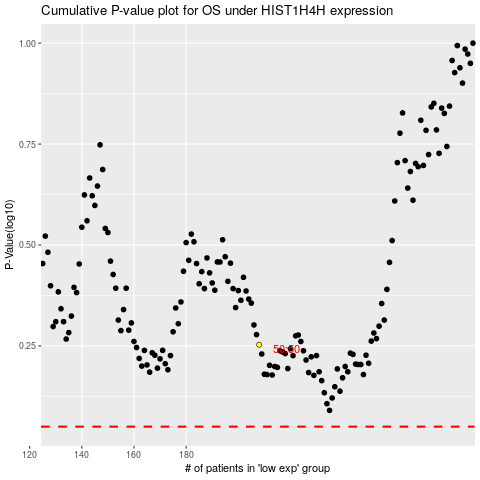 Cumulative P-value plot for OS under HIST1H4H expression
1.00
0.75
0.50
0.25
P-Value(log10)
50:50
120 140 160 180
# of patients in 'low exp' group